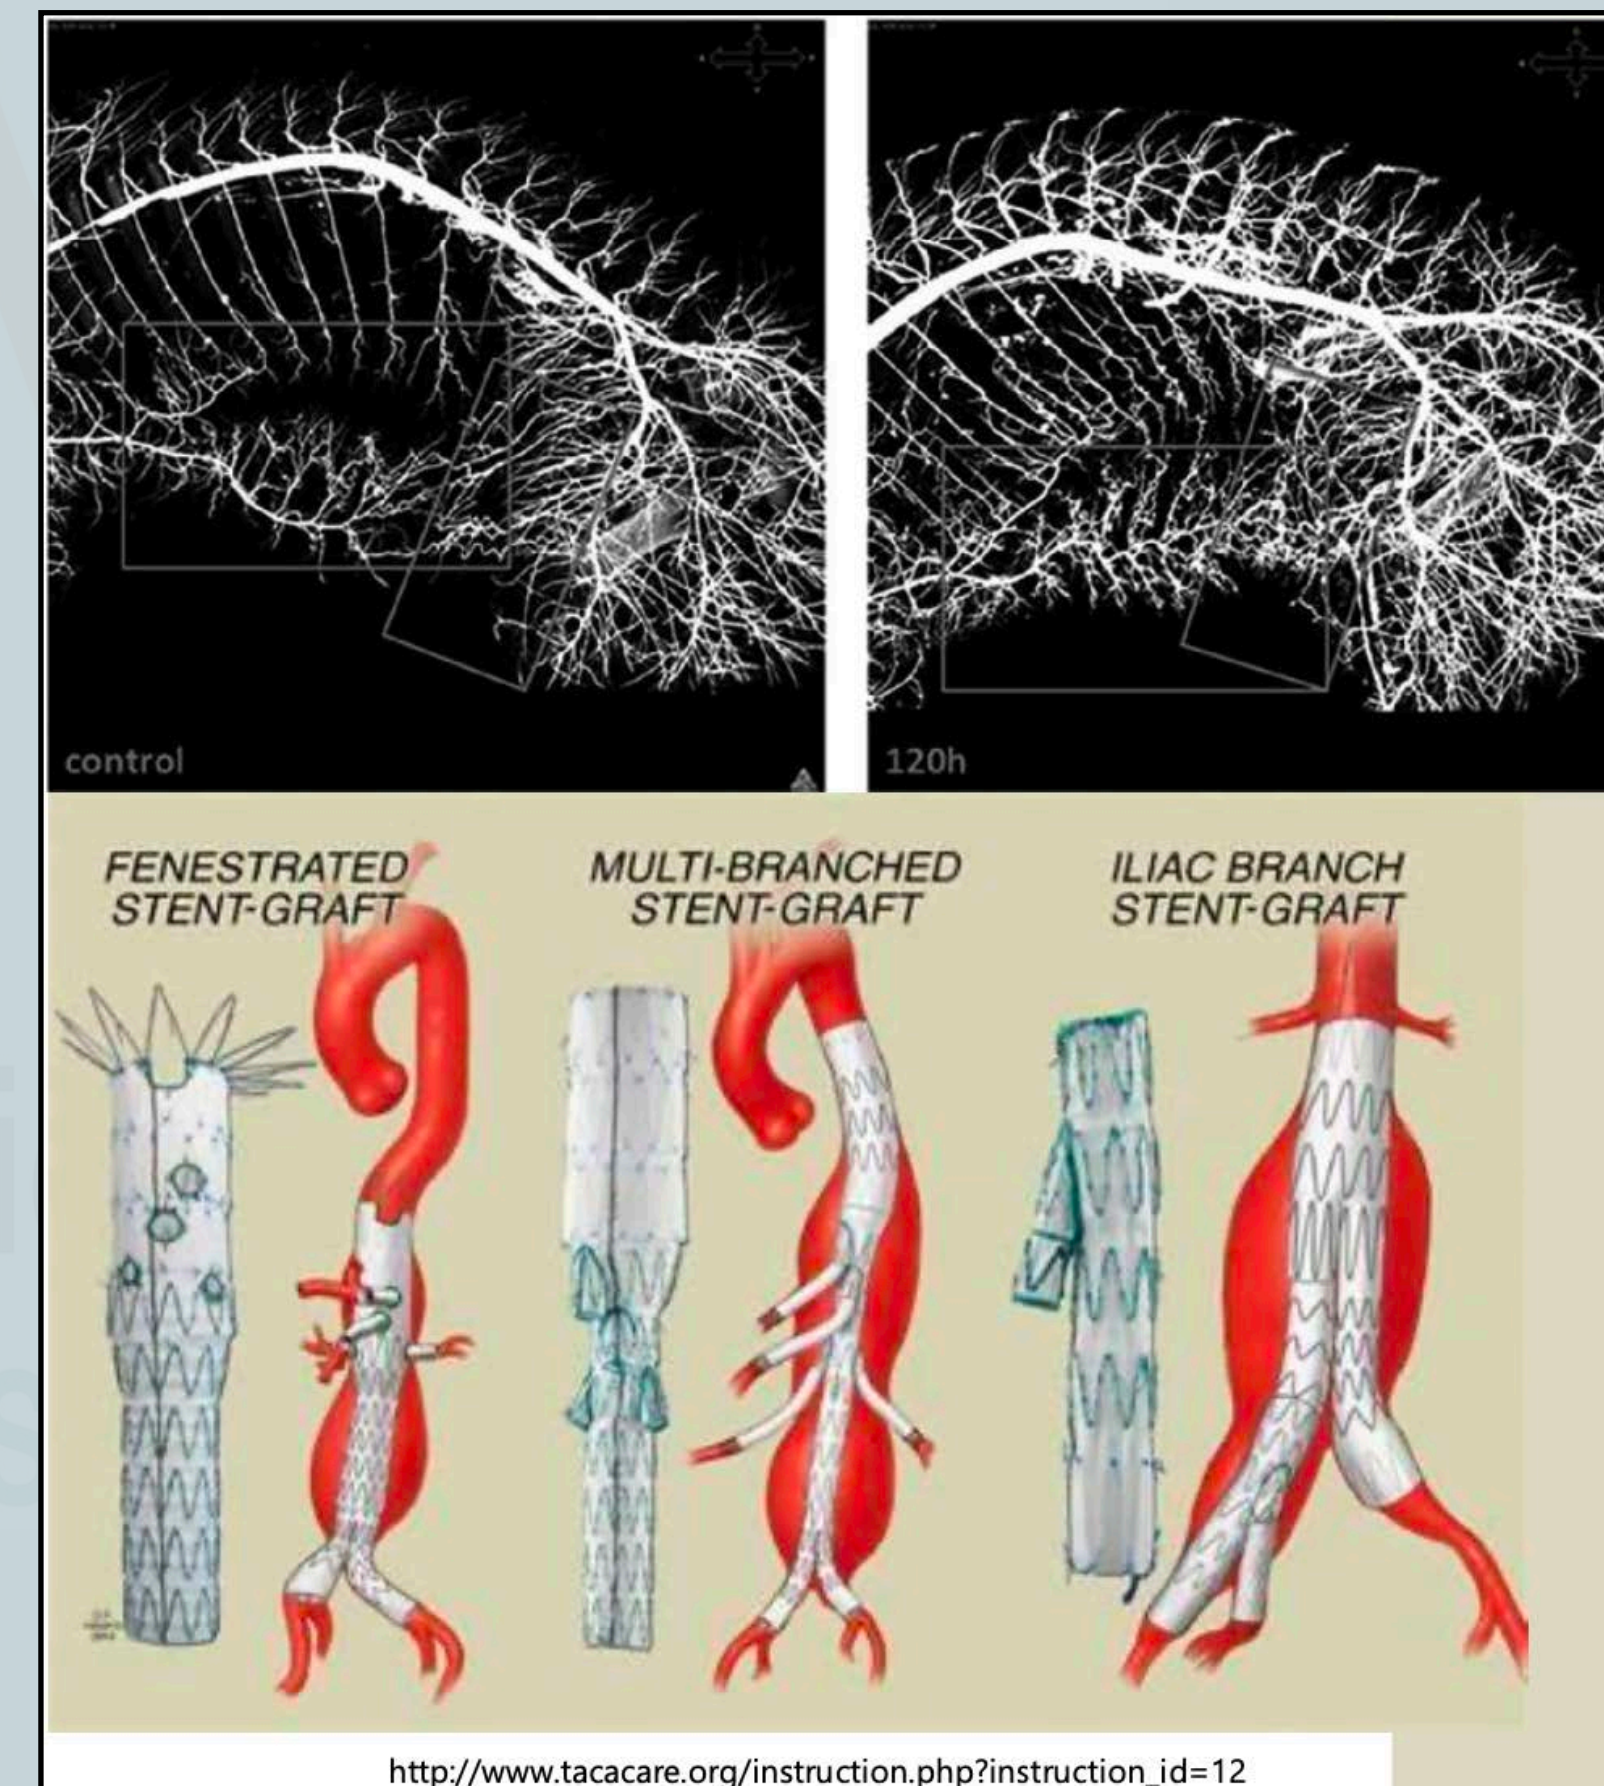 control
120h
FENESTRATED
STENT-GRAFT
MULTI-BRANCHED
STENT-GRAFT
ILIAC BRANCH
STENT-GRAFT
http://www.tacacare.org/instruction.php?instruction_id=12